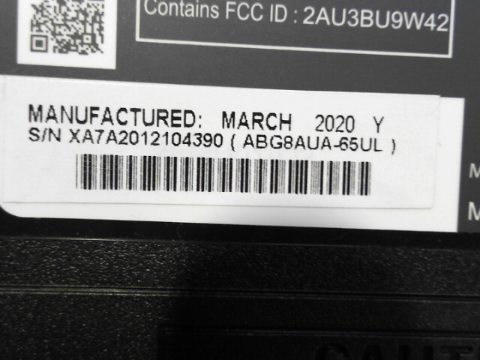 Contains FCC ID : 2AU3BU9W42
MANUFACTURED: MARCH 2020 Y
S/N XA7A2012104390 ( ABG8AUA-65UL )
M
M